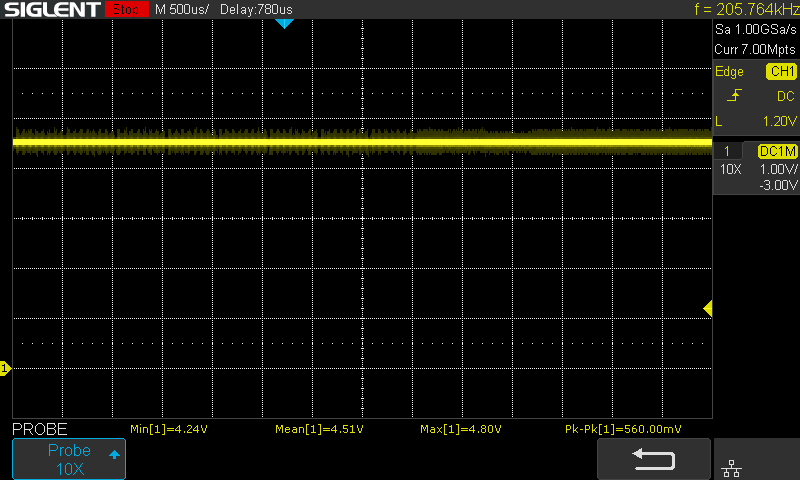 SIGLENT Stop M 500us/ Delay:780us f = 205.764kHz
Sa 1.00GSa/s
Curr 7.00Mpts
Edge CH1
DC
L 1.20V
1 DC1M
10X 1.00V/
-3.00V
1
PROBE Min[1]=4.24V Mean[1]=4.51V Max[1]=4.80V Pk-Pk[1]=560.00mV
Probe
10X